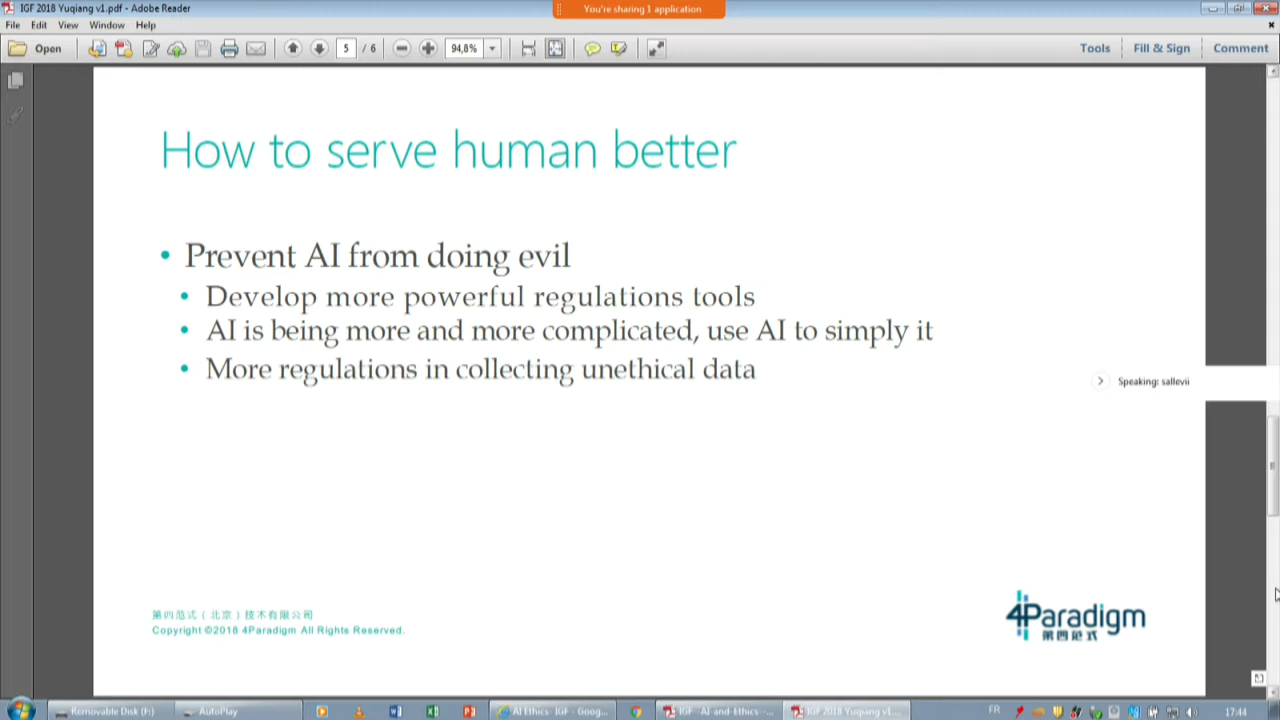 IGF 2018 Yuqiang v1.pdf - Adobe Reader
You're sharing 1 application
File Edit View Window Help
Open 5 / 6 94,8% Tools Fill & Sign Comment
How to serve human better
Prevent AI from doing evil
Develop more powerful regulations tools
AI is being more and more complicated, use AI to simply it
More regulations in collecting unethical data
Speaking: sallevii
第四范式(北京)技术有限公司
Copyright ©2018 4Paradigm All Rights Reserved.
4Paradigm
第四范式
Removable Disk (F:) AutoPlay AI Ethics- IGF - Goog... IGF - AI and Ethics -... IGF 2018 Yuqiang v1... FR 17:44